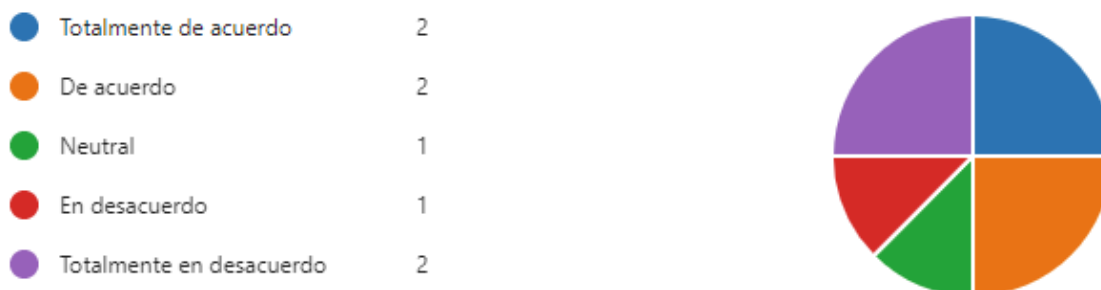 Totalmente de acuerdo 2
De acuerdo 2
Neutral 1
En desacuerdo 1
Totalmente en desacuerdo 2